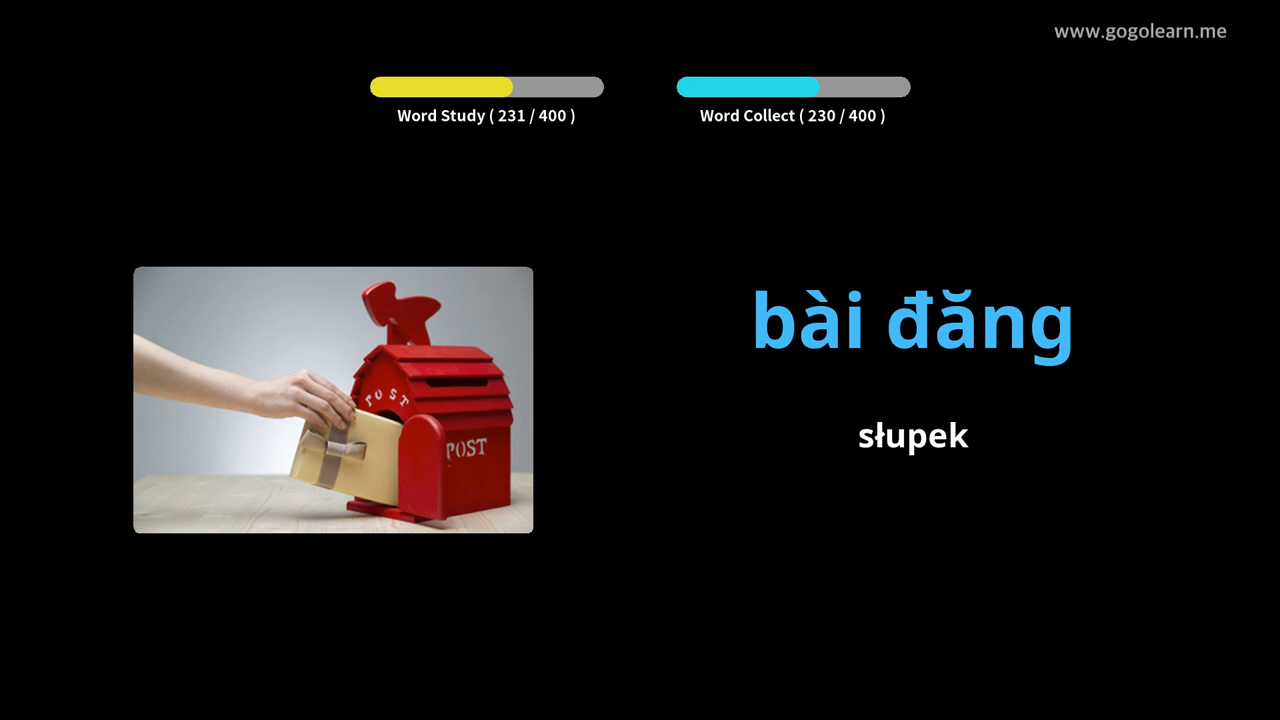 www.gogolearn.me
Word Study ( 231 / 400 )
Word Collect ( 230 / 400 )
POST
POST
bài đăng
słupek